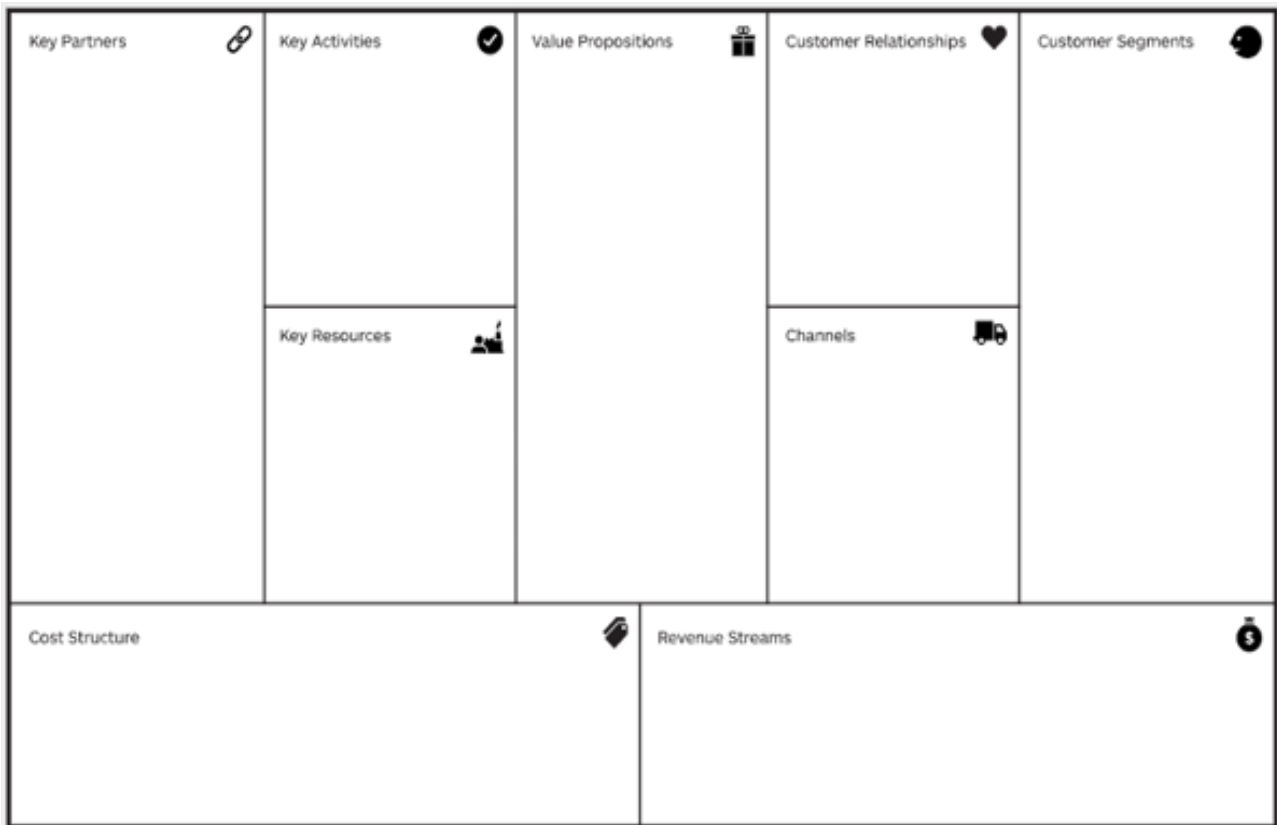 Key Partners
Key Activities
Value Propositions
Customer Relationships
Customer Segments
Key Resources
Channels
Cost Structure
Revenue Streams
$